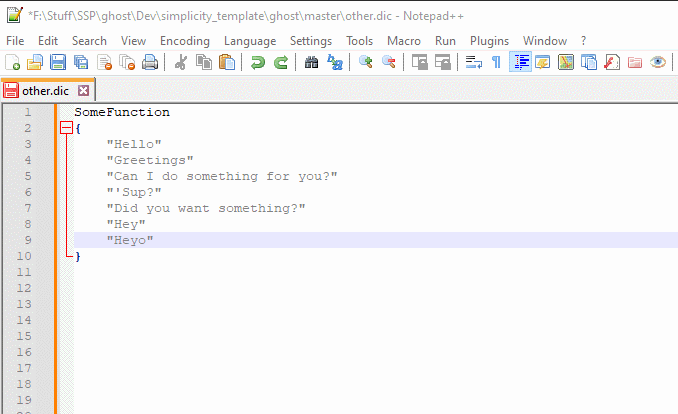 *F:\Stuff\SSP\ghost\Dev\simplicity_template\ghost\master\other.dic - Notepad++
File Edit Search View Encoding Language Settings Tools Macro Run Plugins Window ?
other.dic
1 SomeFunction
2 {
3 "Hello"
4 "Greetings"
5 "Can I do something for you?"
6 "'Sup?"
7 "Did you want something?"
8 "Hey"
9 "Heyo"
10 }
11
12
13
14
15
16
17
18
19